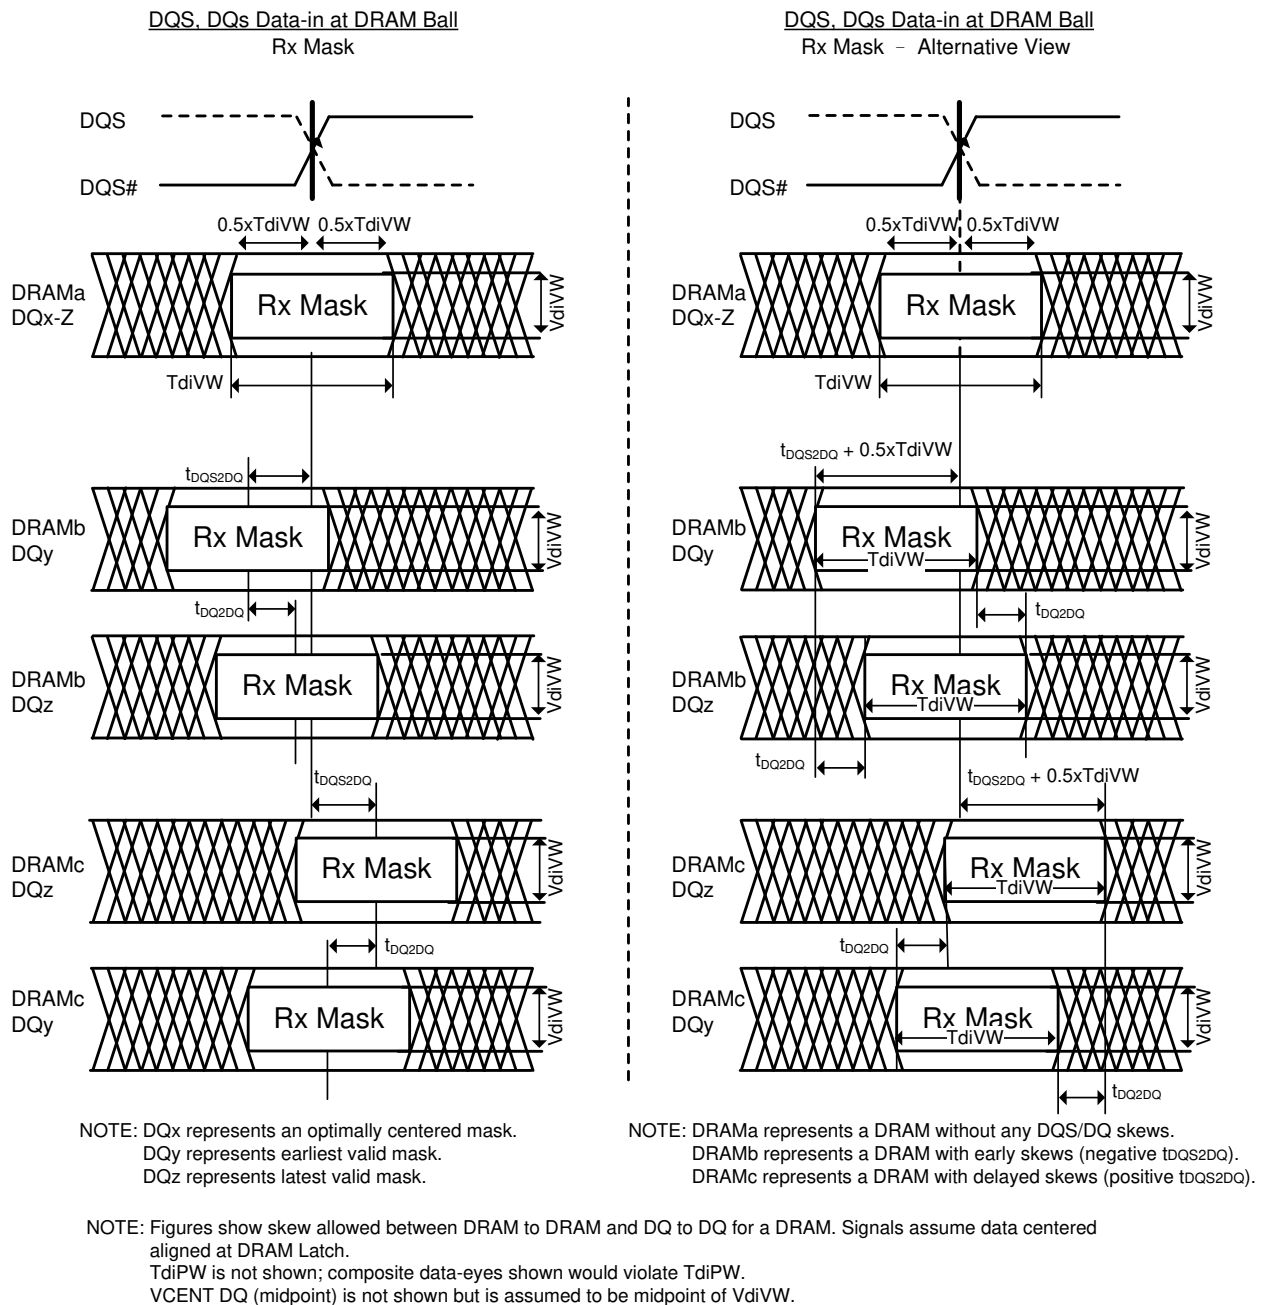 DQS, DQs Data-in at DRAM Ball
Rx Mask
DQS
DQS#
0.5xTdiVW 0.5xTdiVW
DRAMa
DQx-Z
Rx Mask
VdiVW
TdiVW
tDQS2DQ
DRAMb
DQy
Rx Mask
VdiVW
tDQ2DQ
DRAMb
DQz
Rx Mask
VdiVW
tDQS2DQ
DRAMc
DQz
Rx Mask
VdiVW
tDQ2DQ
DRAMc
DQy
Rx Mask
VdiVW
NOTE: DQx represents an optimally centered mask.
DQy represents earliest valid mask.
DQz represents latest valid mask.
DQS, DQs Data-in at DRAM Ball
Rx Mask – Alternative View
DQS
DQS#
0.5xTdiVW 0.5xTdiVW
DRAMa
DQx-Z
Rx Mask
VdiVW
TdiVW
tDQS2DQ + 0.5xTdiVW
DRAMb
DQy
Rx Mask
TdiVW
VdiVW
tDQ2DQ
DRAMb
DQz
Rx Mask
TdiVW
VdiVW
tDQ2DQ
tDQS2DQ + 0.5xTdiVW
DRAMc
DQz
Rx Mask
TdiVW
VdiVW
tDQ2DQ
DRAMc
DQy
Rx Mask
TdiVW
VdiVW
tDQ2DQ
NOTE: DRAMa represents a DRAM without any DQS/DQ skews.
DRAMb represents a DRAM with early skews (negative tDQS2DQ).
DRAMc represents a DRAM with delayed skews (positive tDQS2DQ).
NOTE: Figures show skew allowed between DRAM to DRAM and DQ to DQ for a DRAM. Signals assume data centered
aligned at DRAM Latch.
TdiPW is not shown; composite data-eyes shown would violate TdiPW.
VCENT DQ (midpoint) is not shown but is assumed to be midpoint of VdiVW.